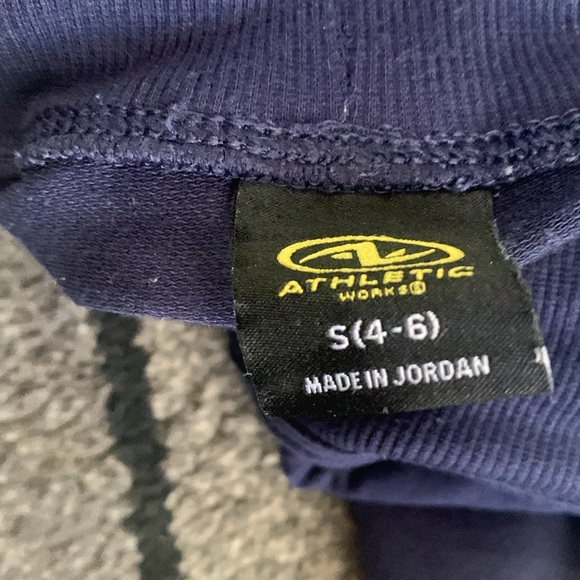 ATHLETIC
WORKS®
S(4-6)
MADE IN JORDAN